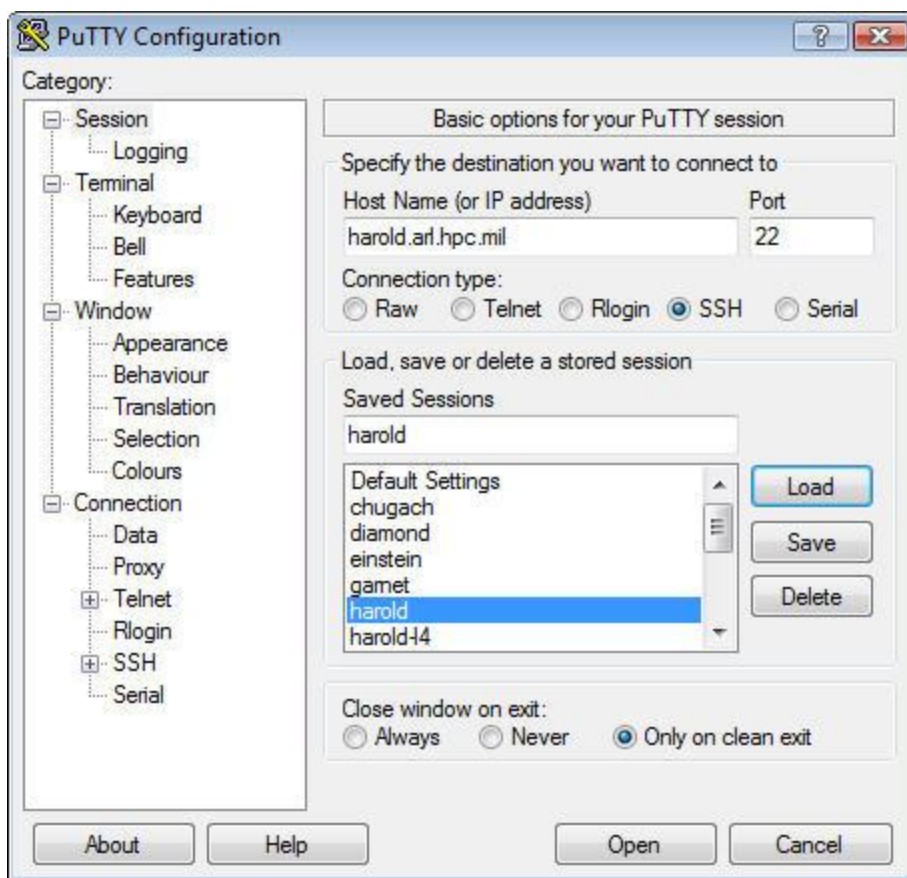 PuTTY Configuration
Category:
Session
Logging
Terminal
Keyboard
Bell
Features
Window
Appearance
Behaviour
Translation
Selection
Colours
Connection
Data
Proxy
Telnet
Rlogin
SSH
Serial
Basic options for your PuTTY session
Specify the destination you want to connect to
Host Name (or IP address) Port
harold.arl.hpc.mil 22
Connection type:
Raw Telnet Rlogin SSH Serial
Load, save or delete a stored session
Saved Sessions
harold
Default Settings
chugach
diamond
einstein
garnet
harold
harold-l4
Load
Save
Delete
Close window on exit:
Always Never Only on clean exit
About Help Open Cancel